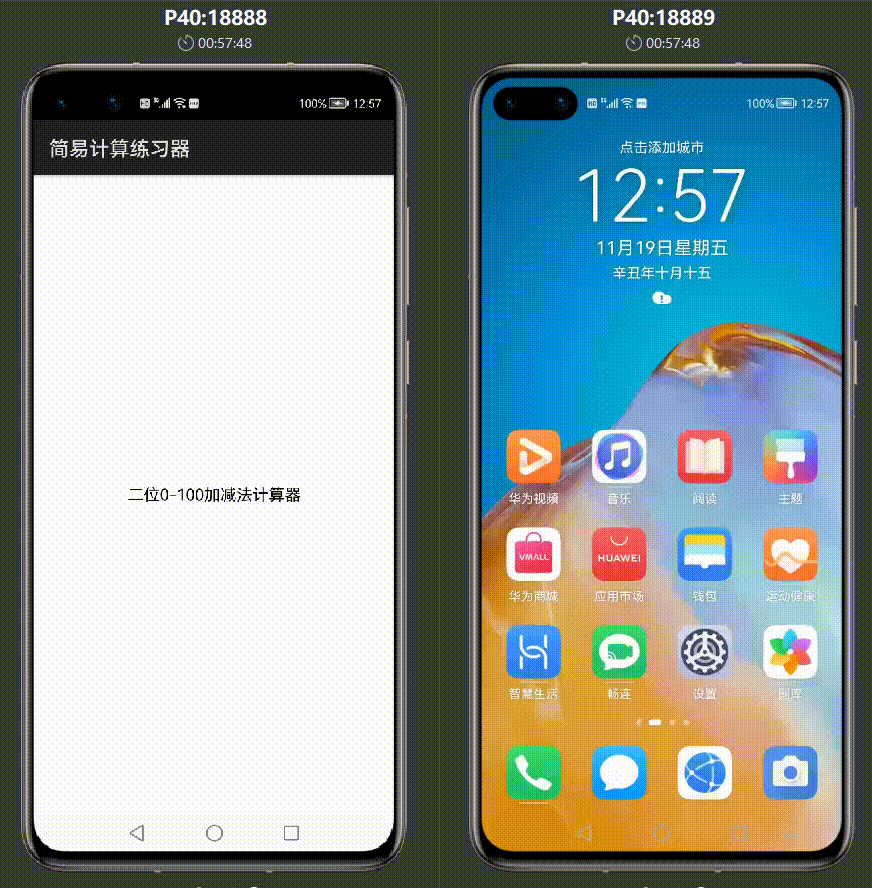 P40:18888
00:57:48
100% 12:57
简易计算练习器
二位0-100加减法计算器
P40:18889
00:57:48
100% 12:57
点击添加城市
12:57
11月19日星期五
辛丑年十月十五
华为视频 音乐 阅读 主题
VMALL HUAWEI
华为商城 应用市场 钱包 运动健康
智慧生活 畅连 设置 图库